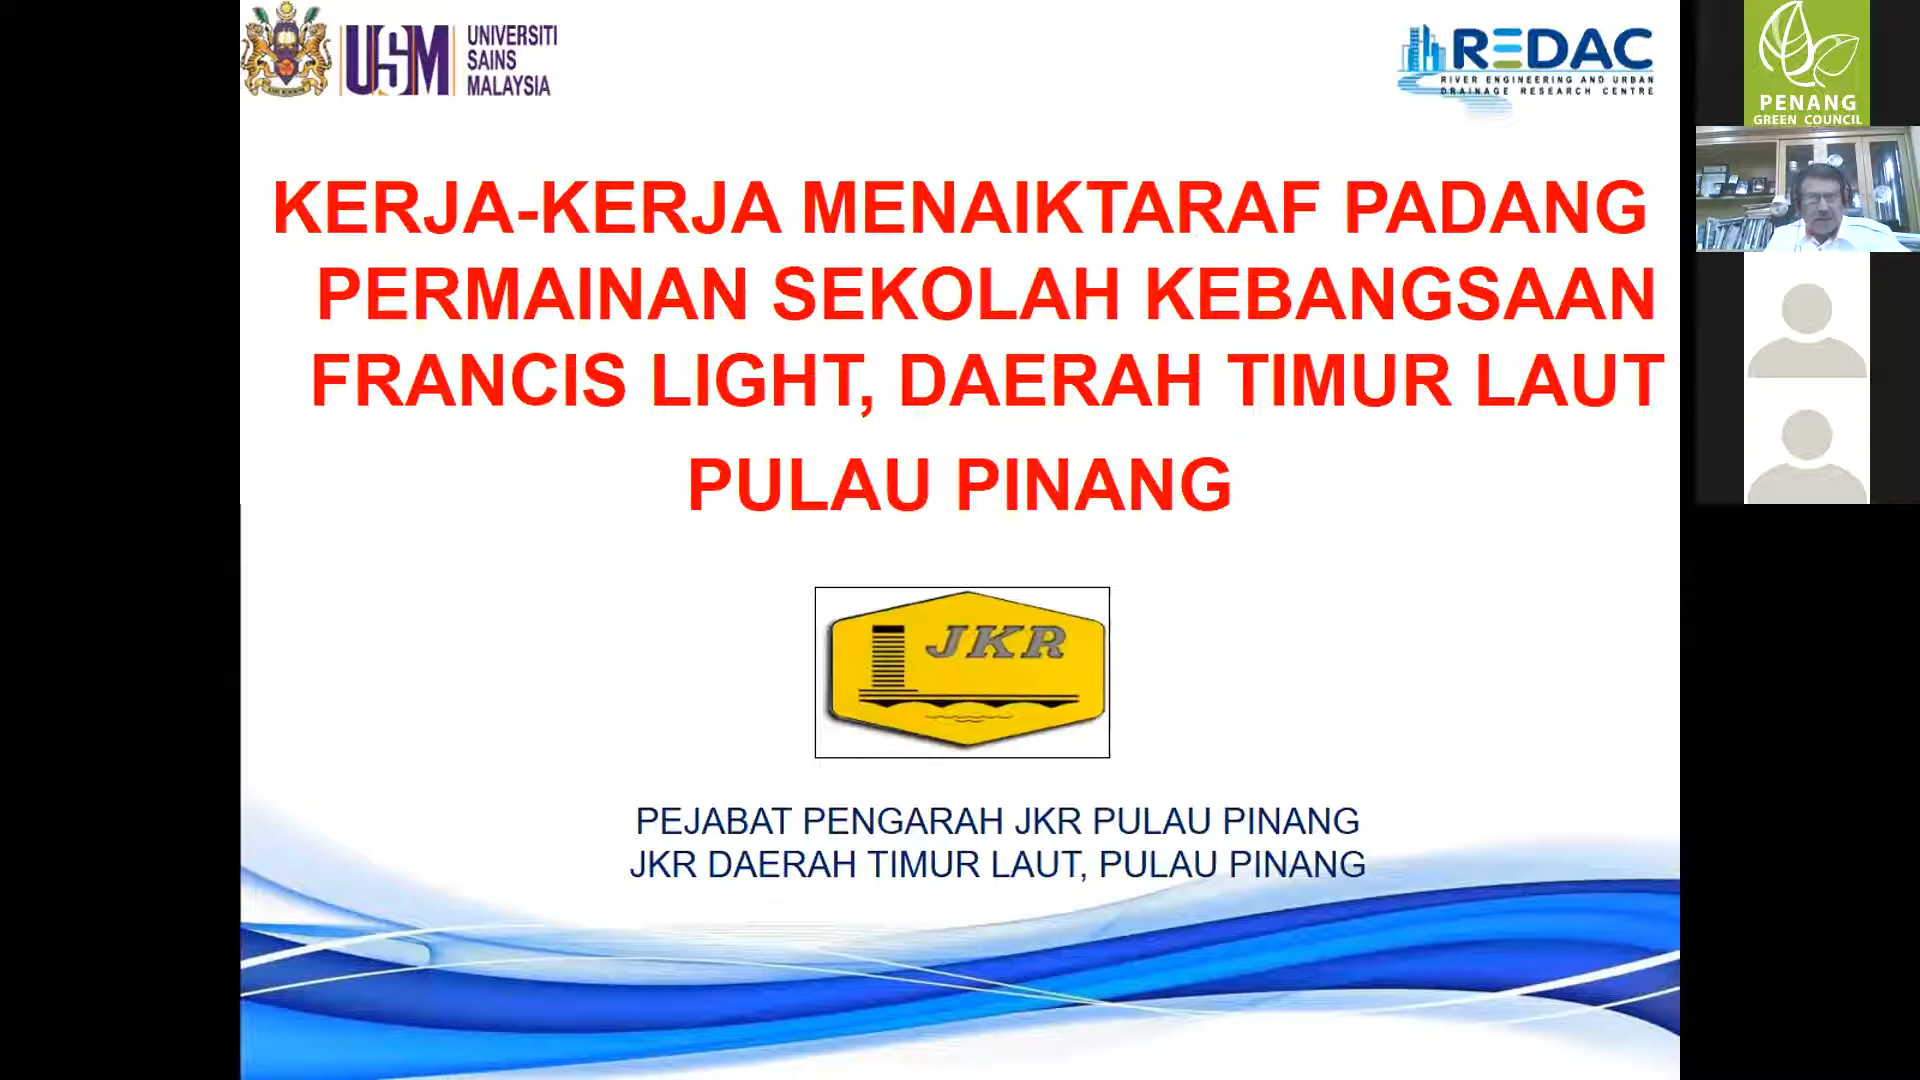 USM UNIVERSITI
SAINS
MALAYSIA
REDAC
RIVER ENGINEERING AND URBAN
DRAINAGE RESEARCH CENTRE
PENANG
GREEN COUNCIL
KERJA-KERJA MENAIKTARAF PADANG
PERMAINAN SEKOLAH KEBANGSAAN
FRANCIS LIGHT, DAERAH TIMUR LAUT
PULAU PINANG
JKR
PEJABAT PENGARAH JKR PULAU PINANG
JKR DAERAH TIMUR LAUT, PULAU PINANG